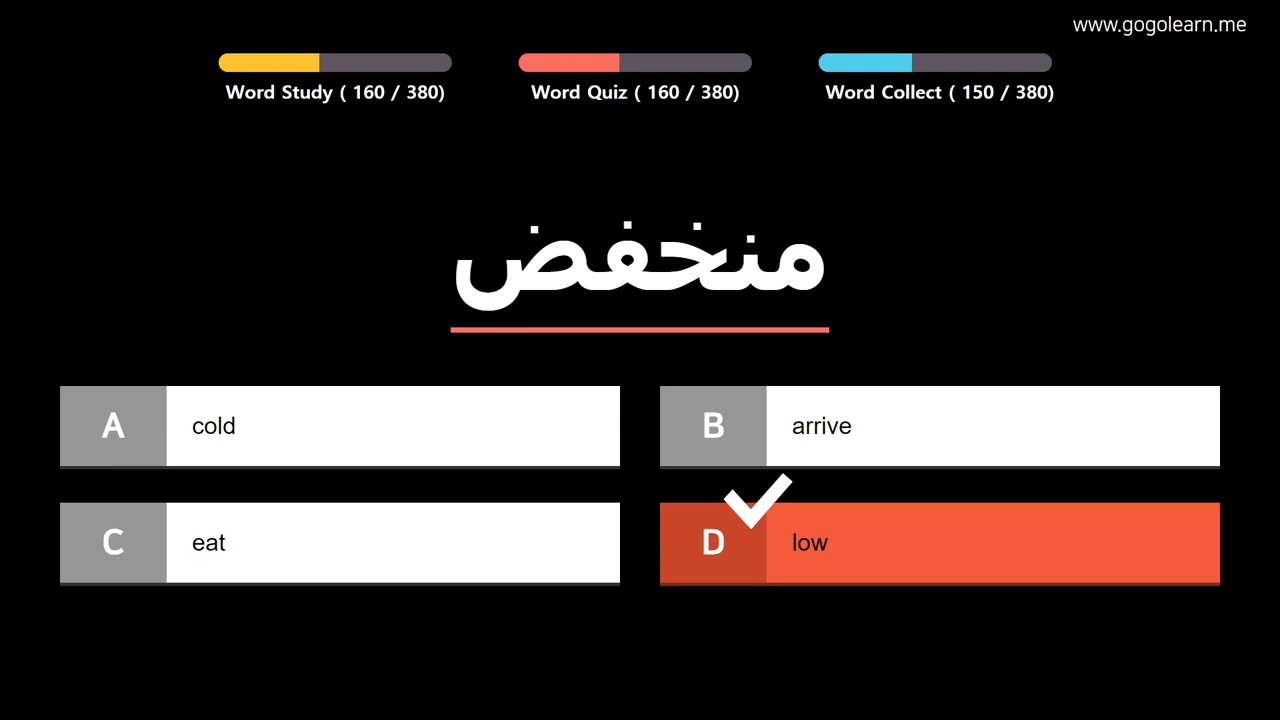 www.gogolearn.me
Word Study ( 160 / 380)
Word Quiz ( 160 / 380)
Word Collect ( 150 / 380)
منخفض
A cold
B arrive
C eat
D low